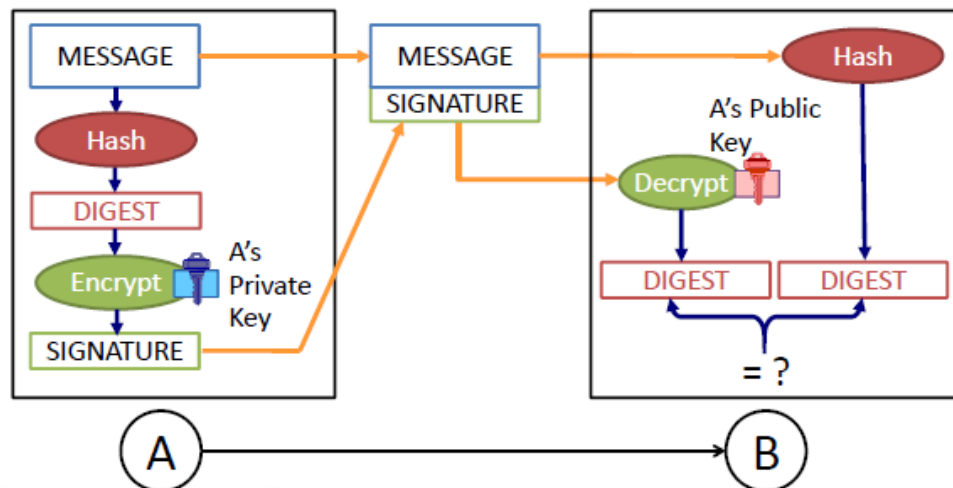 MESSAGE
Hash
DIGEST
Encrypt
A's
Private
Key
SIGNATURE
MESSAGE
SIGNATURE
Hash
A's Public
Key
Decrypt
DIGEST
DIGEST
= ?
A
B